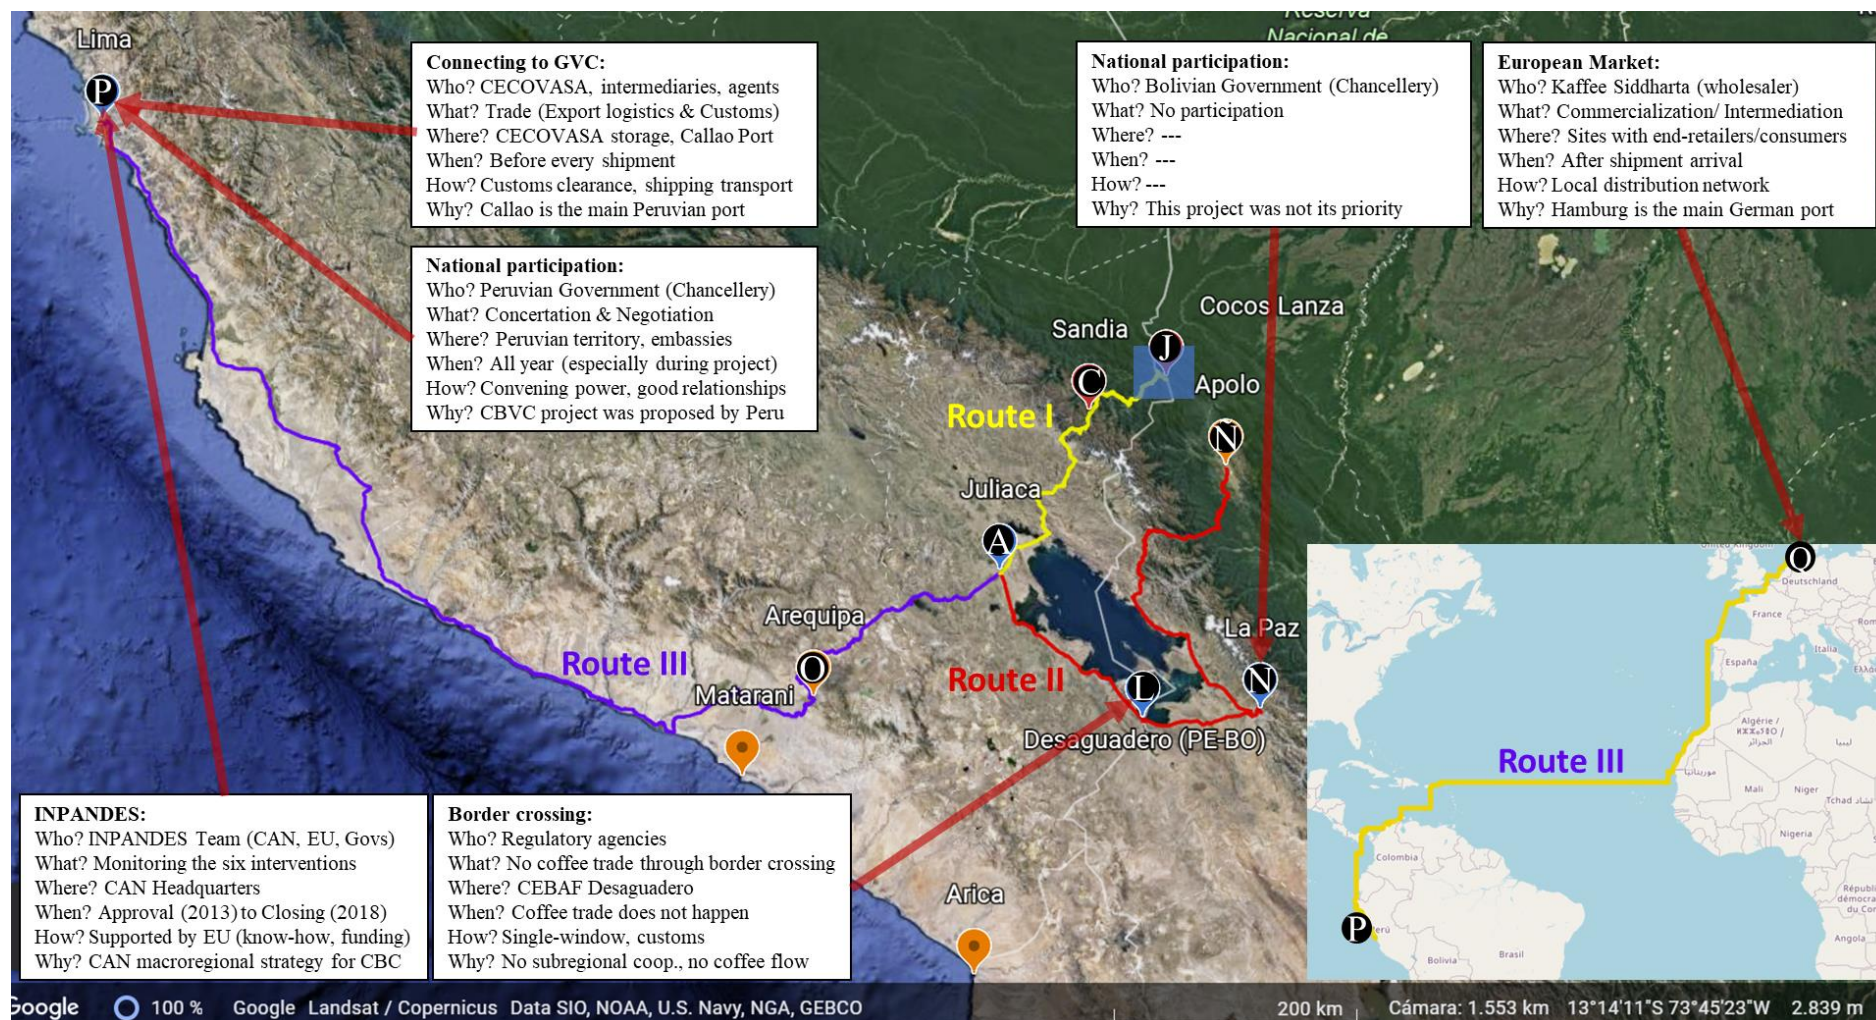 Reserva
Nacional de
Lima
P
Connecting to GVC:
Who? CECOVASA, intermediaries, agents
What? Trade (Export logistics & Customs)
Where? CECOVASA storage, Callao Port
When? Before every shipment
How? Customs clearance, shipping transport
Why? Callao is the main Peruvian port
National participation:
Who? Bolivian Government (Chancellery)
What? No participation
Where? ---
When? ---
How? ---
Why? This project was not its priority
European Market:
Who? Kaffee Siddharta (wholesaler)
What? Commercialization/ Intermediation
Where? Sites with end-retailers/consumers
When? After shipment arrival
How? Local distribution network
Why? Hamburg is the main German port
National participation:
Who? Peruvian Government (Chancellery)
What? Concertation & Negotiation
Where? Peruvian territory, embassies
When? All year (especially during project)
How? Convening power, good relationships
Why? CBVC project was proposed by Peru
Cocos Lanza
Sandia
J
C
Apolo
Route I
N
Juliaca
A
Arequipa
La Paz
Route III
O
Matarani
Route II
L
N
Desaguadero (PE-BO)
Arica
INPANDES:
Who? INPANDES Team (CAN, EU, Govs)
What? Monitoring the six interventions
Where? CAN Headquarters
When? Approval (2013) to Closing (2018)
How? Supported by EU (know-how, funding)
Why? CAN macroregional strategy for CBC
Border crossing:
Who? Regulatory agencies
What? No coffee trade through border crossing
Where? CEBAF Desaguadero
When? Coffee trade does not happen
How? Single-window, customs
Why? No subregional coop., no coffee flow
Q
Deutschland
France
Italia
España
Algérie /
الجزائر
ليبيا
موريتانيا
Route III
Mali
Niger
Tchad
Nigeria
Colombia
P
Perú
Brasil
Bolivia
Angola
Google
100 %
Google
Landsat / Copernicus
Data SIO, NOAA, U.S. Navy, NGA, GEBCO
200 km
Cámara: 1.553 km
13°14'11"S 73°45'23"W
2.839 m